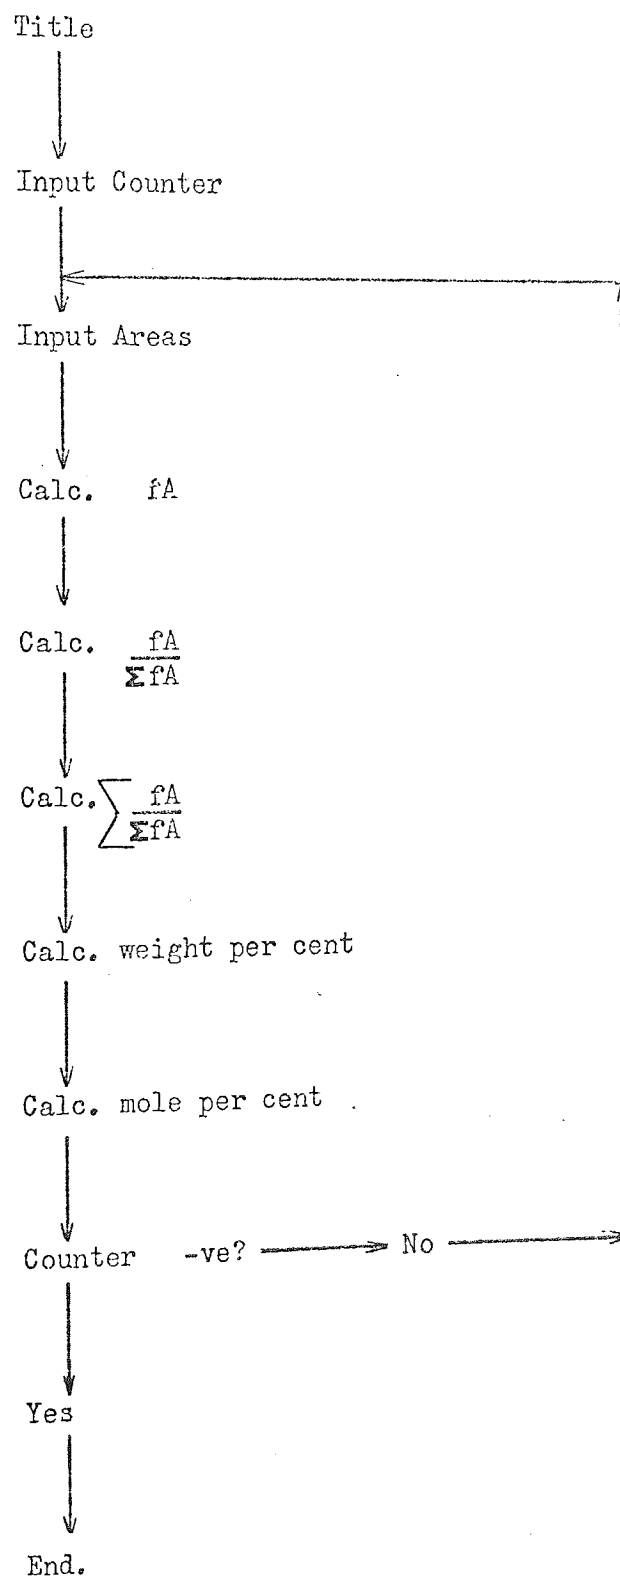 Title
Input Counter
Input Areas
Calc. fA
Calc. fA
ΣfA
Calc. ∑ fA
ΣfA
Calc. weight per cent
Calc. mole per cent
Counter -ve? No
Yes
End.